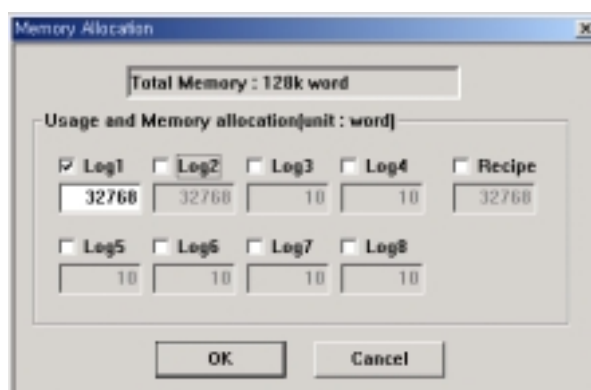 Memory Allocation
Total Memory : 128k word
Usage and Memory allocation(unit : word)
Log1 Log2 Log3 Log4 Recipe
32768 32768 10 10 32768
Log5 Log6 Log7 Log8
10 10 10 10
OK Cancel